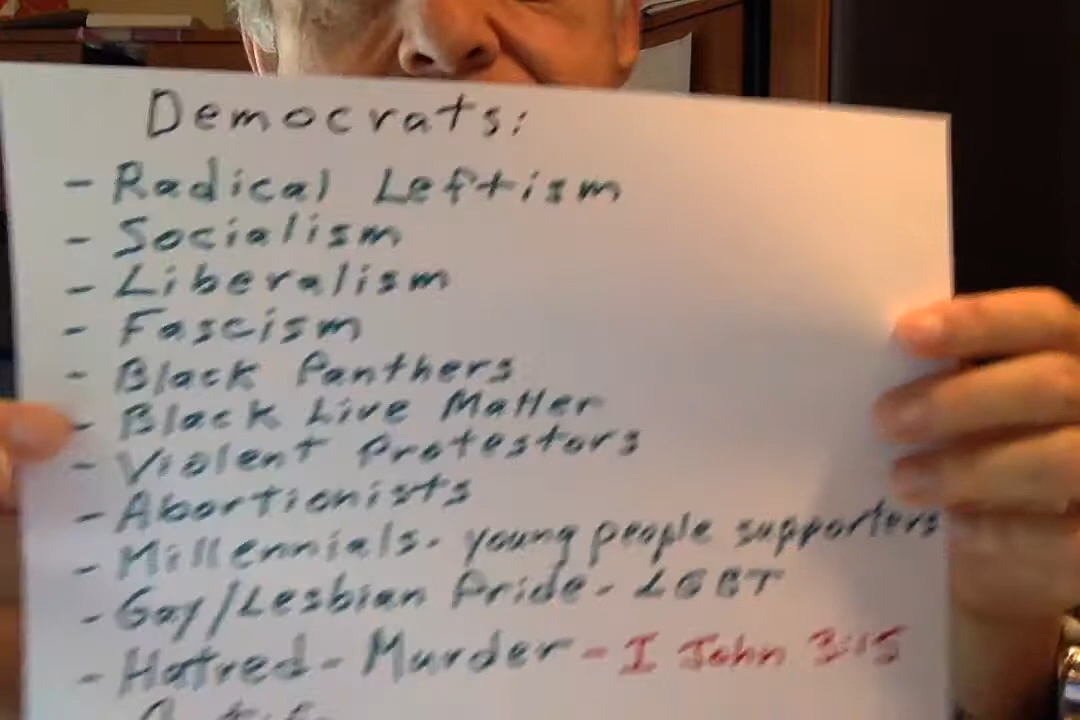 Democrats:
- Radical Leftism
- Socialism
- Liberalism
- Fascism
- Black Panthers
- Black Live Matter
- Violent Protestors
- Abortionists
- Millennials - young people supporters
- Gay/Lesbian Pride - LGBT
- Hatred - Murder - I John 3:15